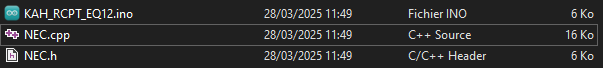 KAH_RCPT_EQ12.ino 28/03/2025 11:49 Fichier INO 6 Ko
NEC.cpp 28/03/2025 11:49 C++ Source 16 Ko
NEC.h 28/03/2025 11:49 C/C++ Header 6 Ko